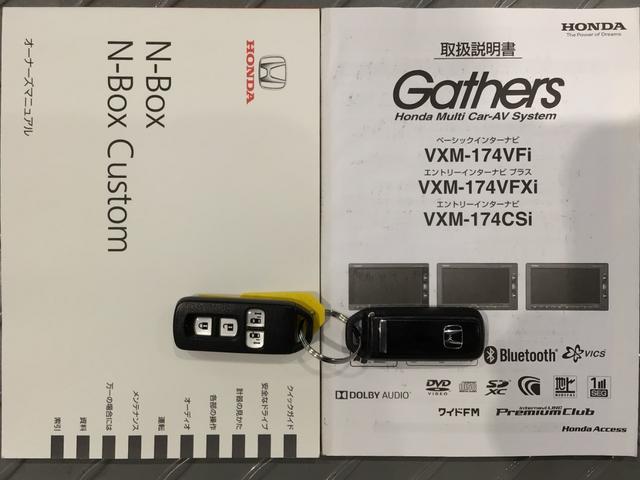 HONDA
N-Box
N-Box Custom
オーナーズマニュアル
クイックガイド
安全なドライブ
計器の見かた
各部の操作
オーディオ
運転
メンテナンス
万一の場合には
資料
索引
HONDA
The Power of Dreams
取扱説明書
Gathers
Honda Multi Car-AV System
ベーシックインターナビ
VXM-174VFi
エントリーインターナビ プラス
VXM-174VFXi
エントリーインターナビ
VXM-174CSi
Bluetooth
VICS
DOLBY AUDIO
DVD
VIDEO
SD XC
1SEG
ワイドFM
internavi LINC
PremiumClub
Honda Access